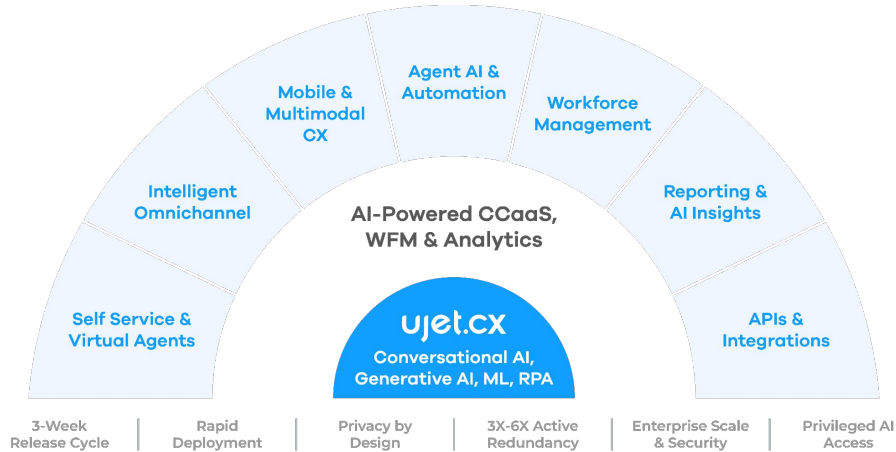 Agent AI &
Automation
Mobile &
Multimodal
CX
Workforce
Management
Intelligent
Omnichannel
Reporting &
AI Insights
AI-Powered CCaaS,
WFM & Analytics
Self Service &
Virtual Agents
ujet.cx
Conversational AI,
Generative AI, ML, RPA
APIs &
Integrations
3-Week
Release Cycle
Rapid
Deployment
Privacy by
Design
3X-6X Active
Redundancy
Enterprise Scale
& Security
Privileged AI
Access